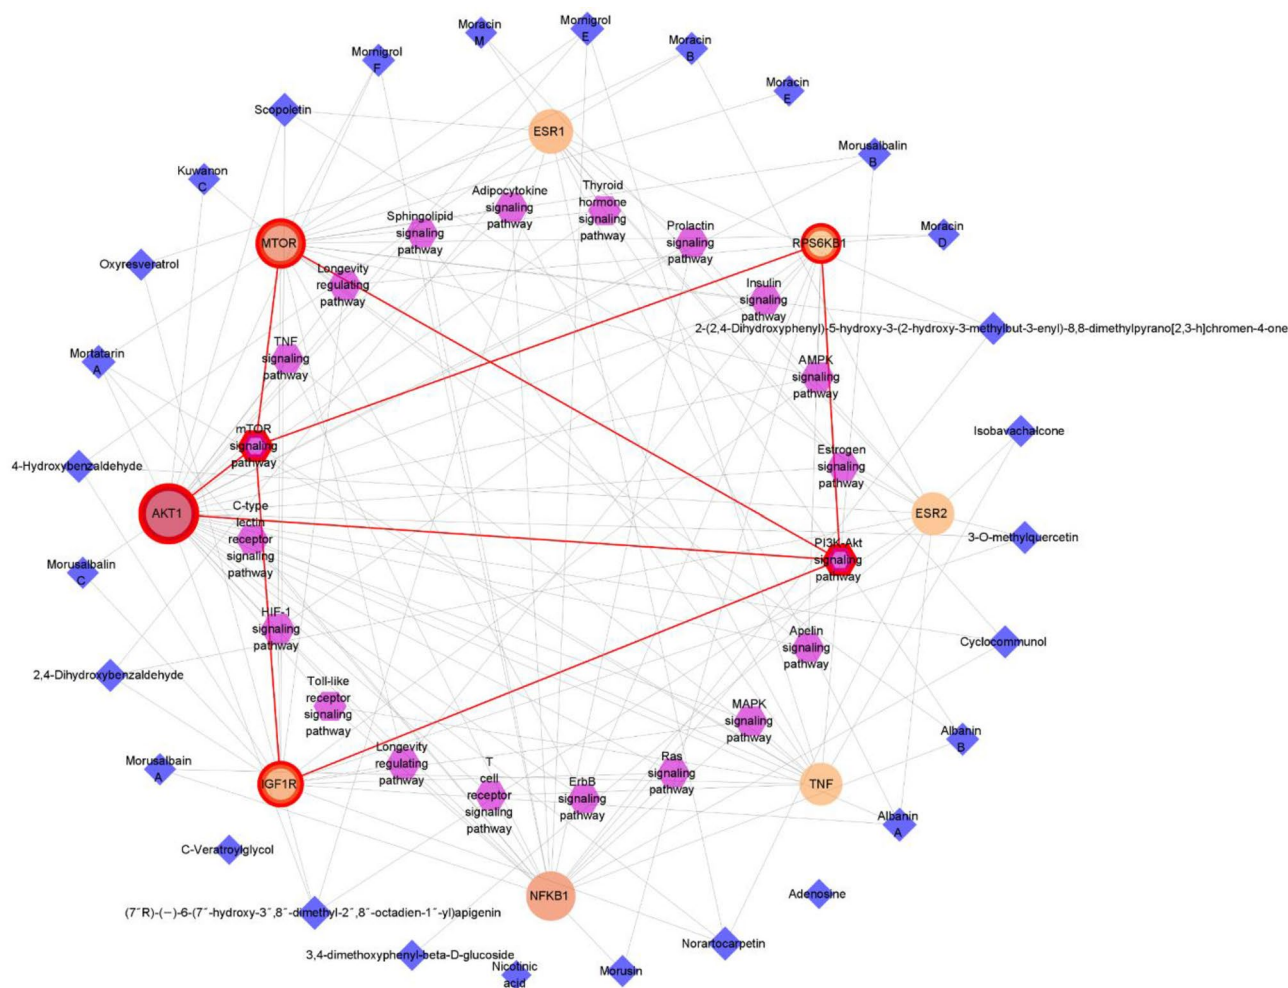 Moracin
M
Mornigrol
E
Moracin
B
Mornigrol
F
Moracin
E
Scopoletin
ESR1
Morusalbalin
B
Kuwanon
C
Adipocytokine
signaling
pathway
Thyroid
hormone
signaling
pathway
Sphingolipid
signaling
pathway
Prolactin
signaling
pathway
Moracin
D
MTOR
RPS6KB1
Oxyresveratrol
Longevity
regulating
pathway
Insulin
signaling
pathway
2-(2,4-Dihydroxyphenyl)-5-hydroxy-3-(2-hydroxy-3-methylbut-3-enyl)-8,8-dimethylpyrano[2,3-h]chromen-4-one
TNF
signaling
pathway
Mortatarin
A
AMPK
signaling
pathway
mTOR
signaling
pathway
Isobavachalcone
4-Hydroxybenzaldehyde
Estrogen
signaling
pathway
AKT1
C-type
lectin
receptor
signaling
pathway
ESR2
3-O-methylquercetin
PI3K-Akt
signaling
pathway
Morusalbalin
C
HIF-1
signaling
pathway
Apelin
signaling
pathway
Cyclocommunol
2,4-Dihydroxybenzaldehyde
Toll-like
receptor
signaling
pathway
MAPK
signaling
pathway
Albanin
B
Morusalbain
A
IGF1R
Longevity
regulating
pathway
T
cell
receptor
signaling
pathway
ErbB
signaling
pathway
Ras
signaling
pathway
TNF
Albanin
A
C-Veratroylglycol
NFKB1
Adenosine
(7″R)-(−)-6-(7″-hydroxy-3″,8″-dimethyl-2″,8″-octadien-1″-yl)apigenin
3,4-dimethoxyphenyl-beta-D-glucoside
Norartocarpetin
Nicotinic
acid
Morusin